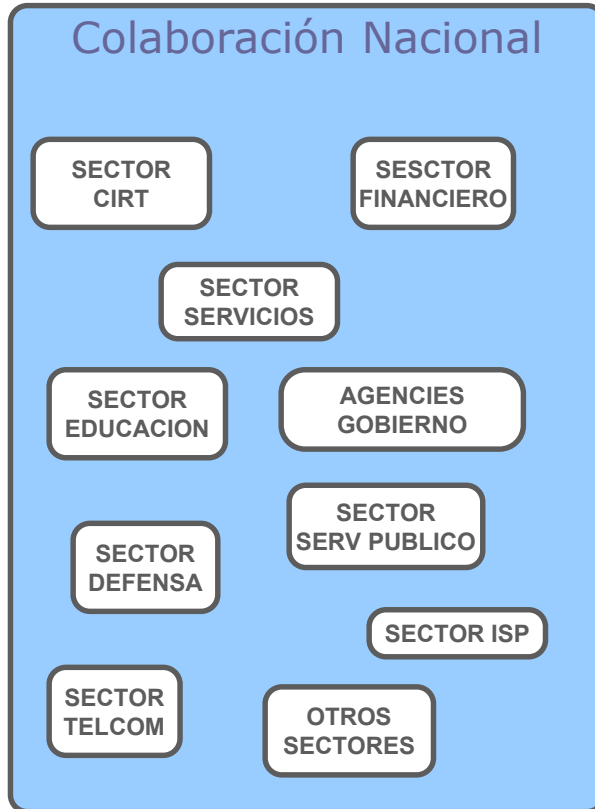 Colaboración Nacional
SECTOR
CIRT
SESCTOR
FINANCIERO
SECTOR
SERVICIOS
SECTOR
EDUCACION
AGENCIES
GOBIERNO
SECTOR
SERV PUBLICO
SECTOR
DEFENSA
SECTOR ISP
SECTOR
TELCOM
OTROS
SECTORES